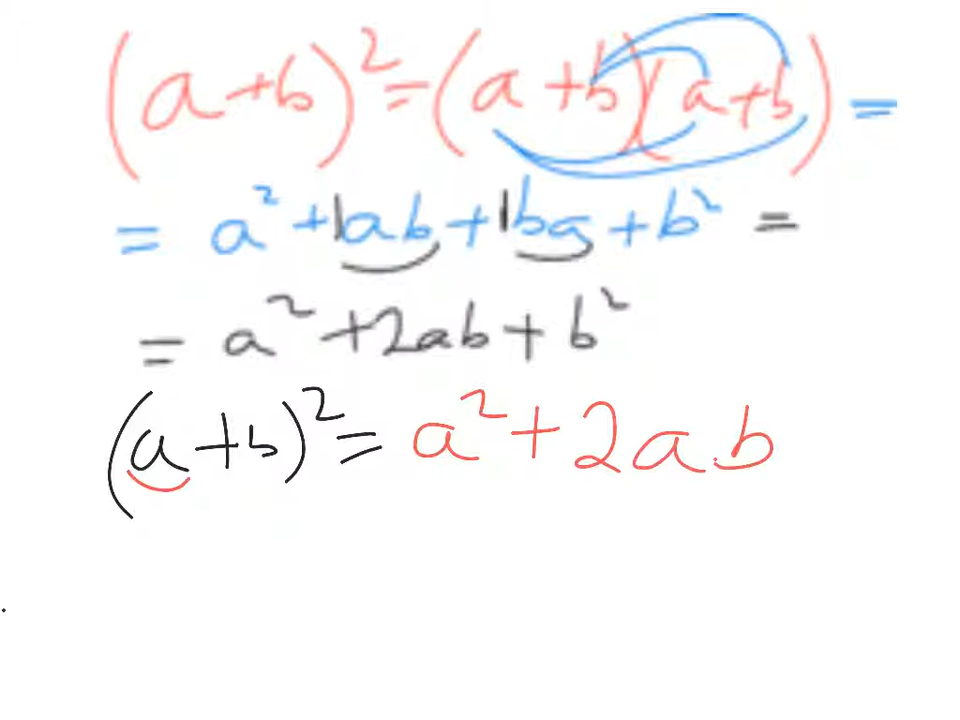 (a+b)²=(a+b)(a+b)=
= a²+1ab+1ba+b² =
= a²+2ab+b²
(a+b)²= a²+2ab